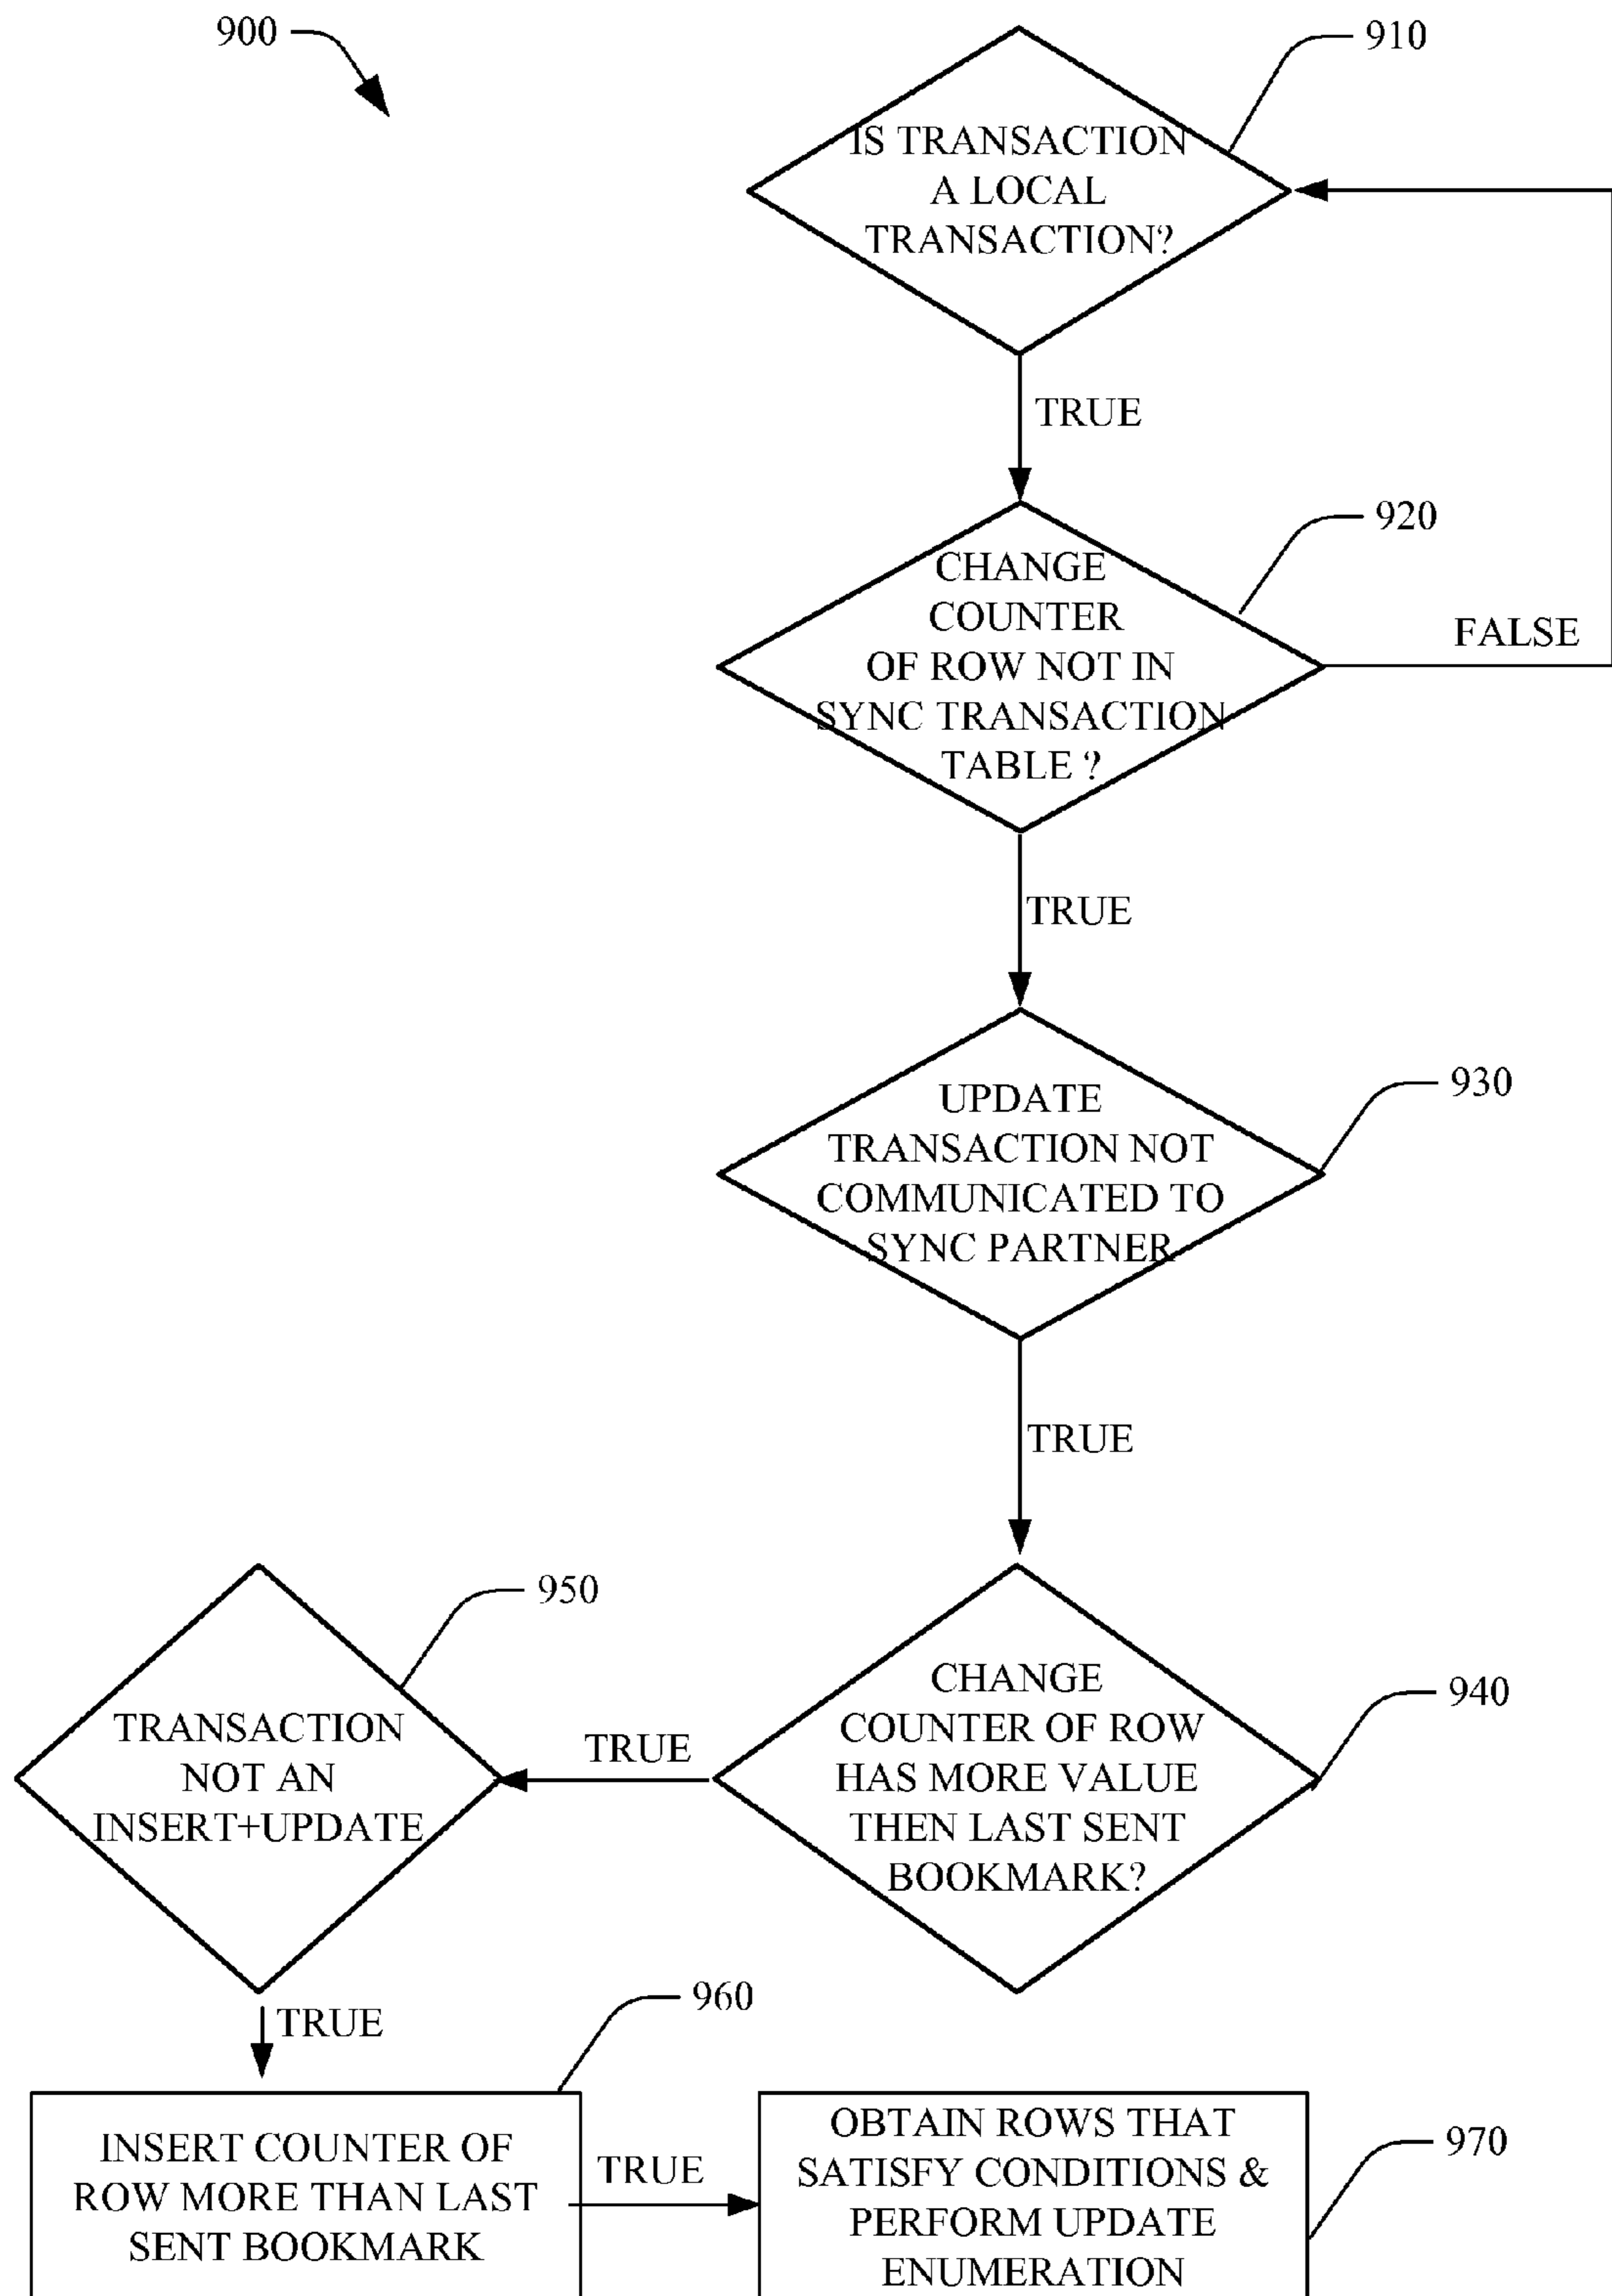 900
910
IS TRANSACTION
A LOCAL
TRANSACTION?
TRUE
920
CHANGE
COUNTER
OF ROW NOT IN
SYNC TRANSACTION
TABLE ?
FALSE
TRUE
930
UPDATE
TRANSACTION NOT
COMMUNICATED TO
SYNC PARTNER
TRUE
950
TRANSACTION
NOT AN
INSERT+UPDATE
TRUE
940
CHANGE
COUNTER OF ROW
HAS MORE VALUE
THEN LAST SENT
BOOKMARK?
TRUE
960
INSERT COUNTER OF
ROW MORE THAN LAST
SENT BOOKMARK
TRUE
OBTAIN ROWS THAT
SATISFY CONDITIONS &
PERFORM UPDATE
ENUMERATION
970